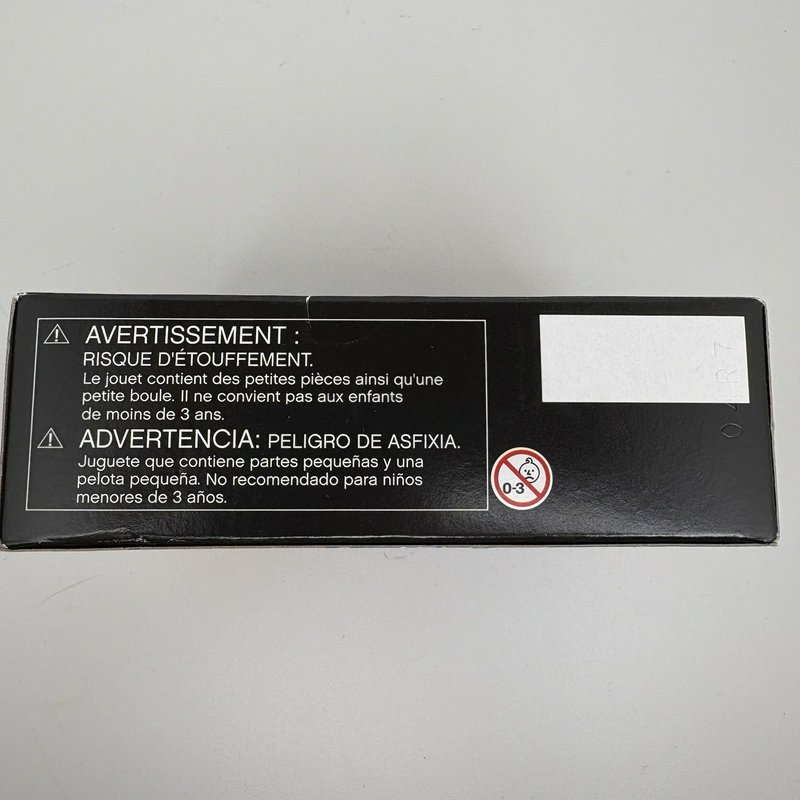 AVERTISSEMENT :
RISQUE D'ÉTOUFFEMENT.
Le jouet contient des petites pièces ainsi qu'une
petite boule. Il ne convient pas aux enfants
de moins de 3 ans.
ADVERTENCIA: PELIGRO DE ASFIXIA.
Juguete que contiene partes pequeñas y una
pelota pequeña. No recomendado para niños
menores de 3 años.
0-3